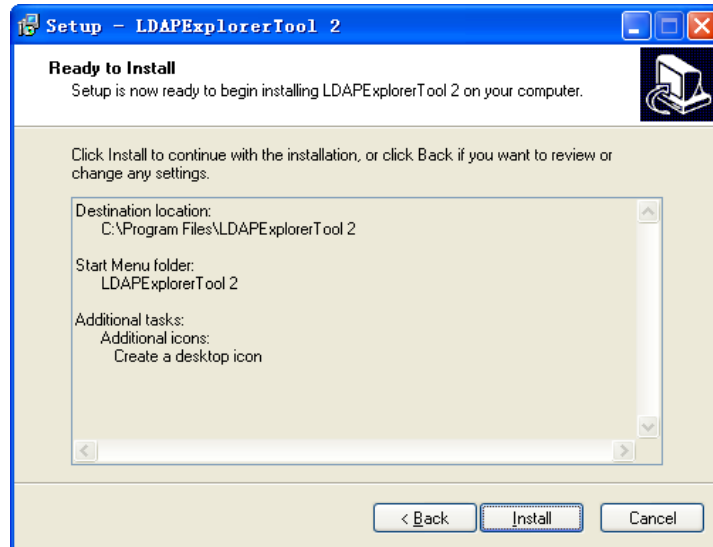 Setup - LDAPExplorerTool 2
Ready to Install
Setup is now ready to begin installing LDAPExplorerTool 2 on your computer.
Click Install to continue with the installation, or click Back if you want to review or
change any settings.
Destination location:
C:\Program Files\LDAPExplorerTool 2
Start Menu folder:
LDAPExplorerTool 2
Additional tasks:
Additional icons:
Create a desktop icon
< Back
Install
Cancel